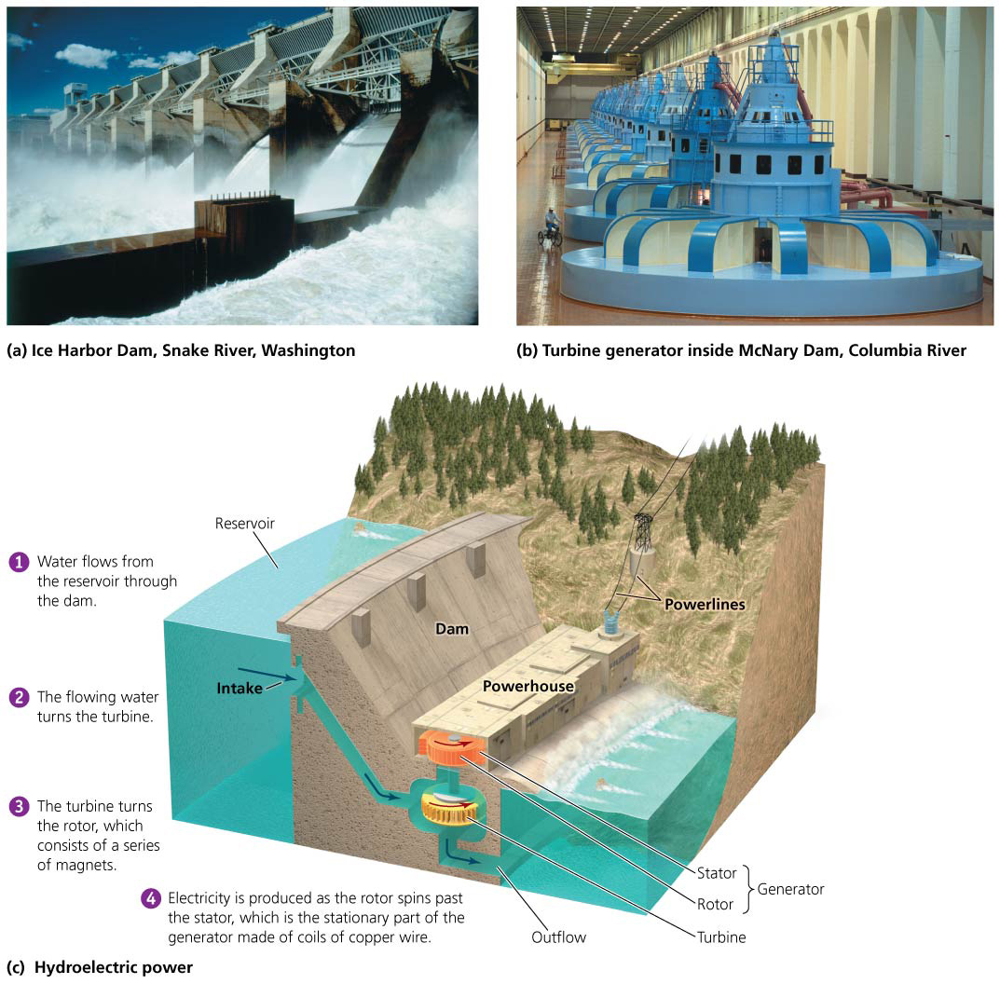 (a) Ice Harbor Dam, Snake River, Washington
(b) Turbine generator inside McNary Dam, Columbia River
Reservoir
1 Water flows from
the reservoir through
the dam.
Powerlines
Dam
Intake
Powerhouse
2 The flowing water
turns the turbine.
3 The turbine turns
the rotor, which
consists of a series
of magnets.
Stator
Rotor
Generator
4 Electricity is produced as the rotor spins past
the stator, which is the stationary part of the
generator made of coils of copper wire.
Outflow
Turbine
(c) Hydroelectric power